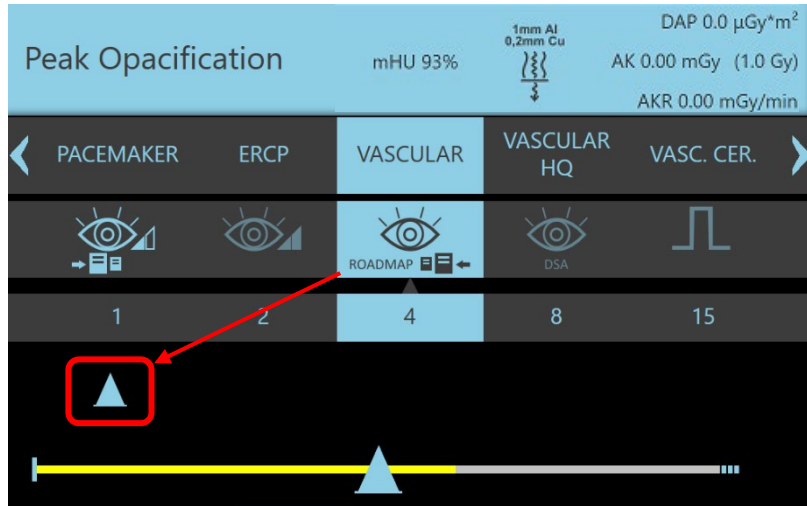 Peak Opacification
mHU 93%
1mm Al
0,2mm Cu
DAP 0.0 µGy*m²
AK 0.00 mGy (1.0 Gy)
AKR 0.00 mGy/min
PACEMAKER
ERCP
VASCULAR
VASCULAR
HQ
VASC. CER.
ROADMAP
DSA
1
2
4
8
15